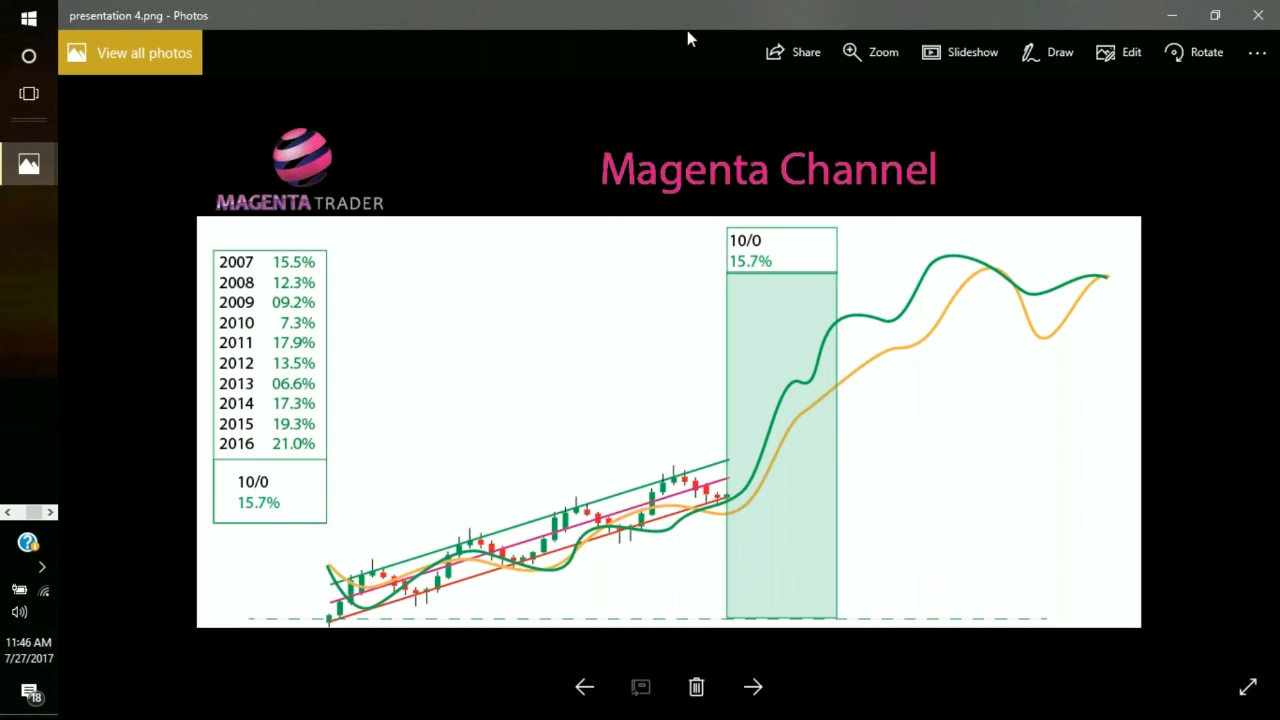 presentation 4.png - Photos
View all photos
Share
Zoom
Slideshow
Draw
Edit
Rotate
MAGENTA TRADER
Magenta Channel
2007 15.5%
2008 12.3%
2009 09.2%
2010 7.3%
2011 17.9%
2012 13.5%
2013 06.6%
2014 17.3%
2015 19.3%
2016 21.0%
10/0
15.7%
10/0
15.7%
11:46 AM
7/27/2017
18